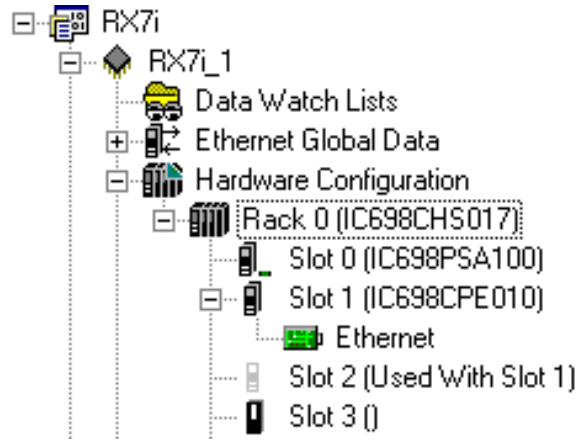 RX7i
RX7i_1
Data Watch Lists
Ethernet Global Data
Hardware Configuration
Rack 0 (IC698CHS017)
Slot 0 (IC698PSA100)
Slot 1 (IC698CPE010)
Ethernet
Slot 2 (Used With Slot 1)
Slot 3 ()